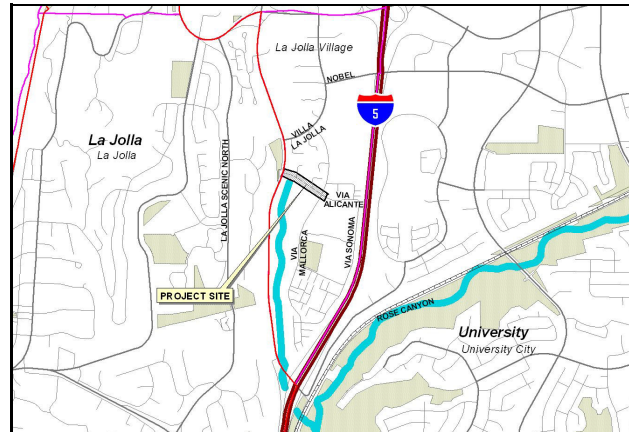 La Jolla Village
NOBEL
5
VILLA
LA JOLLA
La Jolla
La Jolla
LA JOLLA SCENIC NORTH
VIA
ALICANTE
VIA
MALLORCA
VIA SONOMA
PROJECT SITE
ROSE CANYON
University
University City